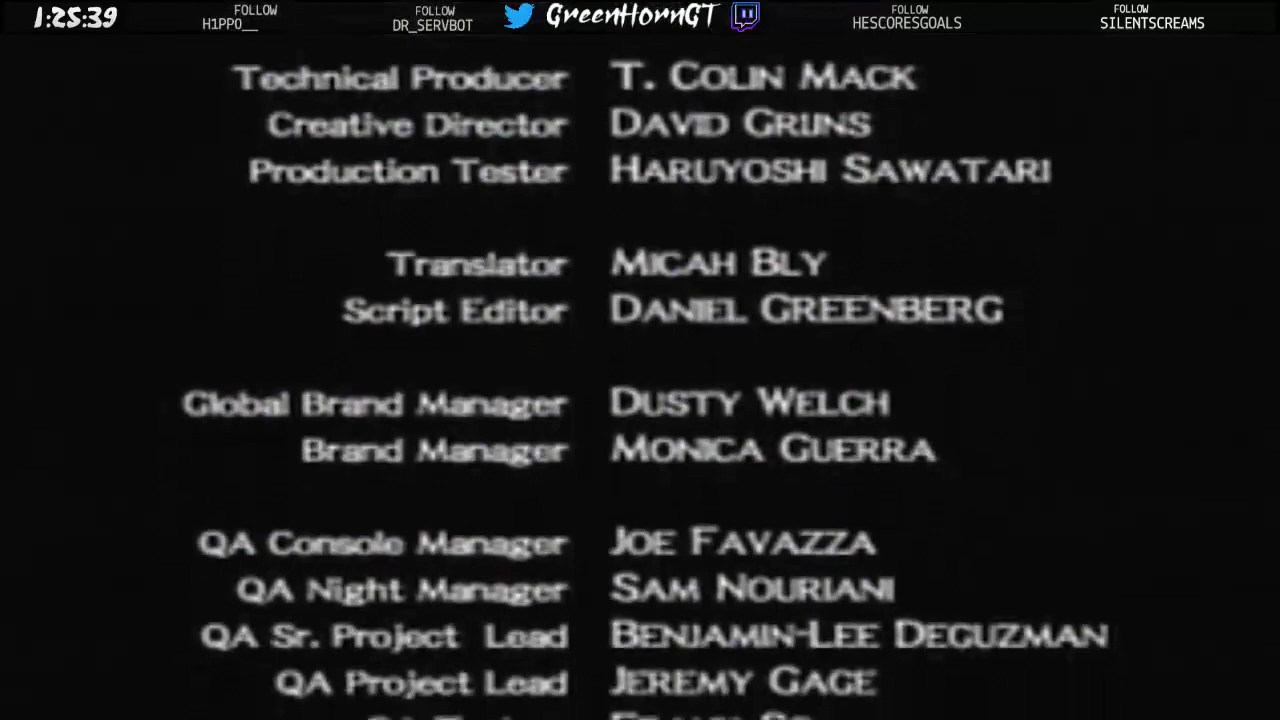 1:25:39
FOLLOW
H1PP0__
FOLLOW
DR_SERVBOT
GreenHornGT
FOLLOW
HESCORESGOALS
FOLLOW
SILENTSCREAMS
Technical Producer T. COLIN MACK
Creative Director DAVID GRIJNS
Production Tester HARUYOSHI SAWATARI
Translator MICAH BLY
Script Editor DANIEL GREENBERG
Global Brand Manager DUSTY WELCH
Brand Manager MONICA GUERRA
QA Console Manager JOE FAVAZZA
QA Night Manager SAM NOURIANI
QA Sr. Project Lead BENJAMIN-LEE DEGUZMAN
QA Project Lead JEREMY GAGE